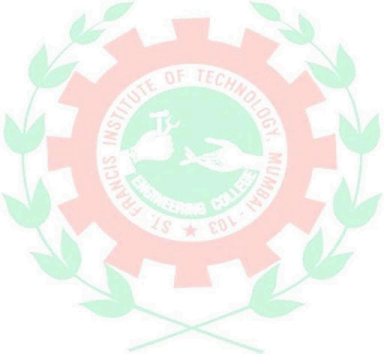 ST. FRANCIS INSTITUTE OF TECHNOLOGY, MUMBAI - 103
ENGINEERING COLLEGE